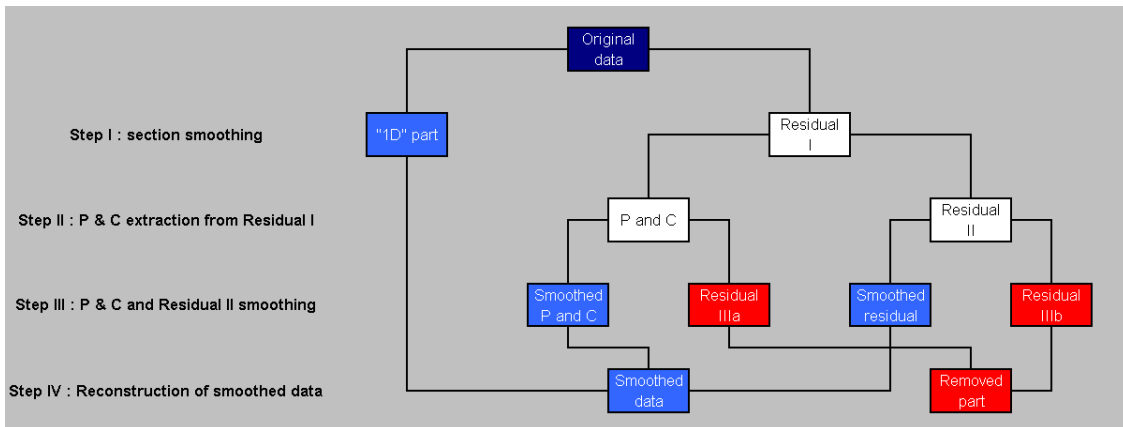 Original
data
Step I : section smoothing
"1D" part
Residual
I
Step II : P & C extraction from Residual I
P and C
Residual
II
Step III : P & C and Residual II smoothing
Smoothed
P and C
Residual
IIIa
Smoothed
residual
Residual
IIIb
Step IV : Reconstruction of smoothed data
Smoothed
data
Removed
part